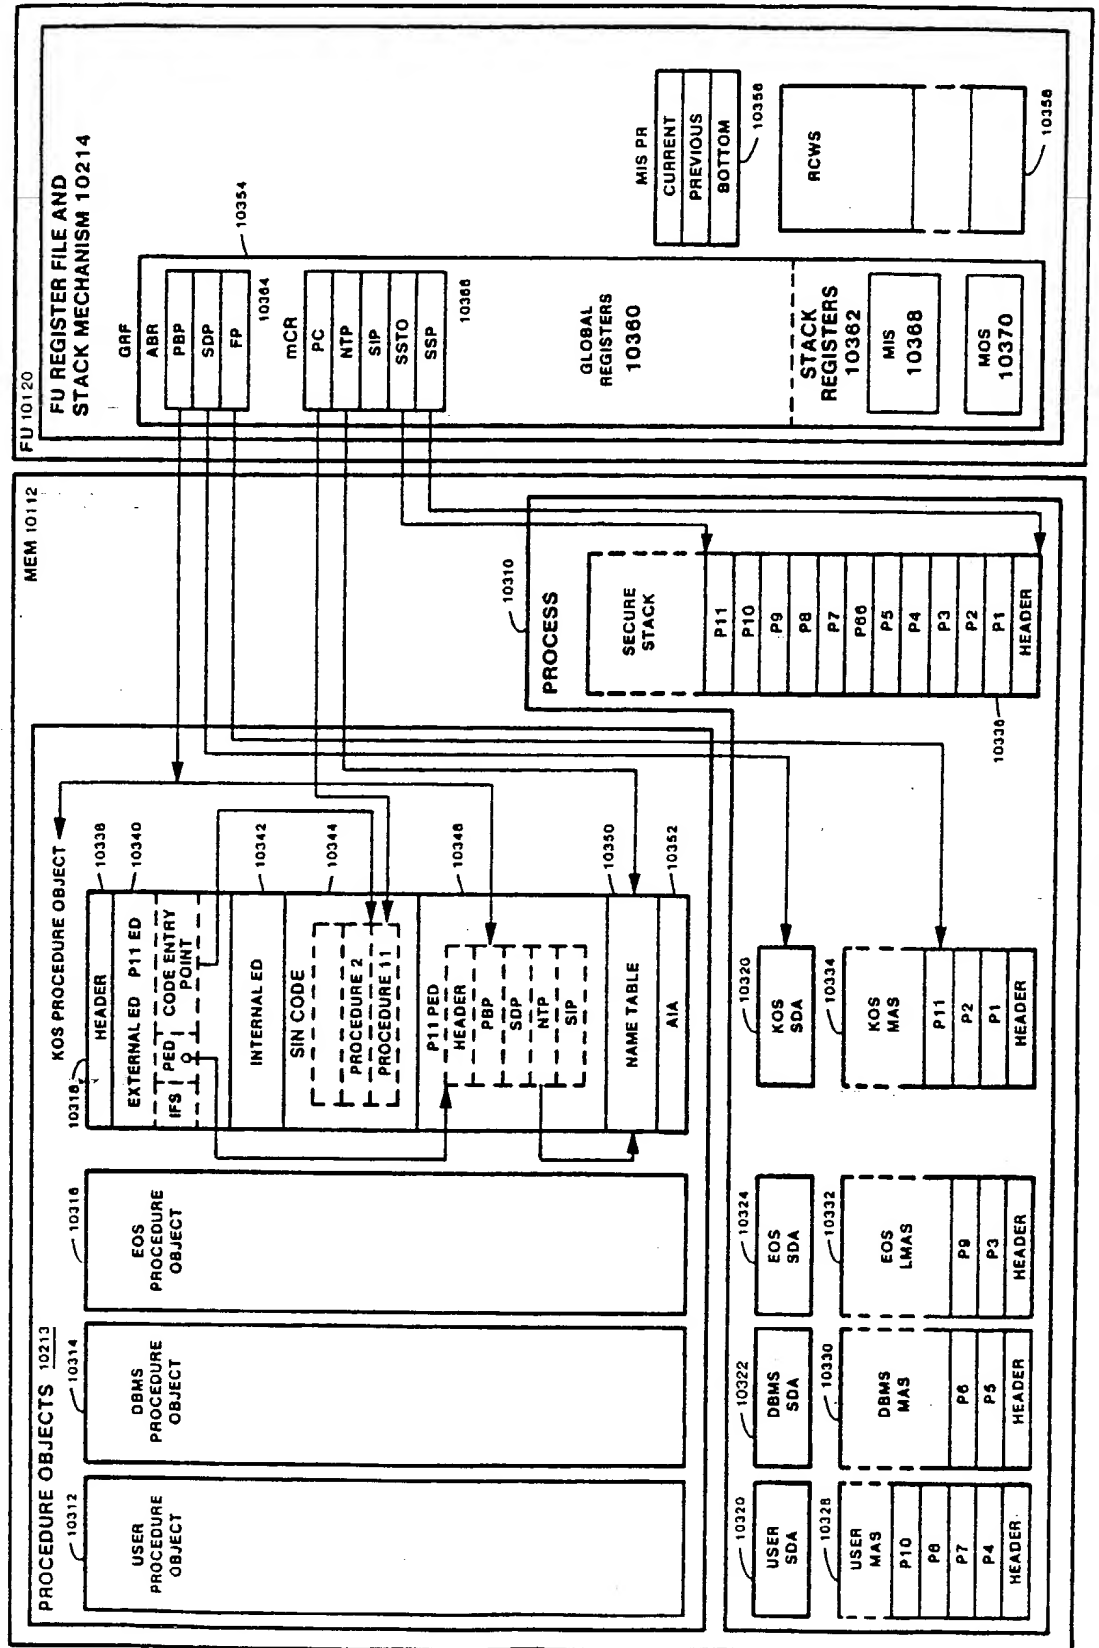 PROCEDURE OBJECTS 10213
10312
USER
PROCEDURE
OBJECT
10314
DBMS
PROCEDURE
OBJECT
10316
EOS
PROCEDURE
OBJECT
KOS PROCEDURE OBJECT
10318
HEADER
10338
EXTERNAL ED P11 ED
10340
IFS PED CODE ENTRY
POINT
INTERNAL ED
10342
SIN CODE
10344
PROCEDURE 2
PROCEDURE 11
P11 PED
10348
HEADER
PBP
SDP
NTP
SIP
NAME TABLE
10350
AIA
10352
MEM 10112
10320
USER
SDA
10322
DBMS
SDA
10324
EOS
SDA
10320
KOS
SDA
10328
USER
MAS
P10
P8
P7
P4
HEADER
10330
DBMS
MAS
P6
P5
HEADER
10332
EOS
LMAS
P9
P3
HEADER
10334
KOS
MAS
P11
P2
P1
HEADER
10310
PROCESS
SECURE
STACK
P11
P10
P9
P8
P7
P66
P5
P4
P3
P2
P1
HEADER
10336
FU 10120
FU REGISTER FILE AND
STACK MECHANISM 10214
GRF
10354
ABR
PBP
SDP
FP
10364
mCR
PC
NTP
SIP
SSTO
SSP
10366
GLOBAL
REGISTERS
10360
STACK
REGISTERS
10362
MIS
10368
MOS
10370
MIS PR
CURRENT
PREVIOUS
BOTTOM
10356
RCWS
10358